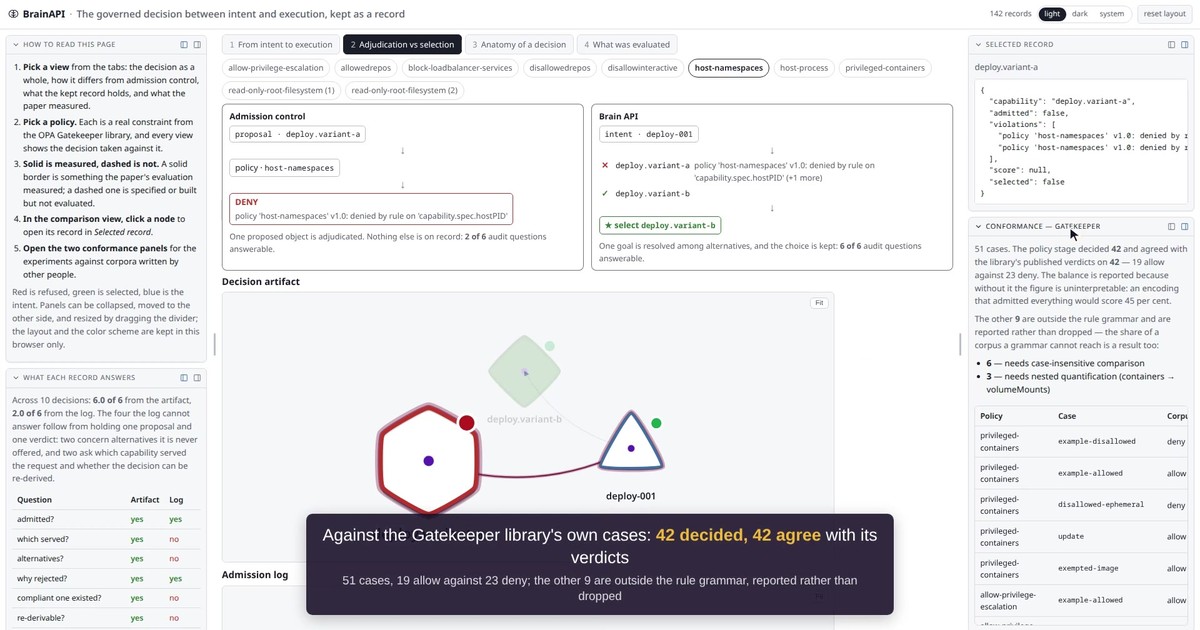 BrainAPI · The governed decision between intent and execution, kept as a record
142 records light dark system reset layout
HOW TO READ THIS PAGE
1. Pick a view from the tabs: the decision as a
whole, how it differs from admission control,
what the kept record holds, and what the
paper measured.
2. Pick a policy. Each is a real constraint from
the OPA Gatekeeper library, and every view
shows the decision taken against it.
3. Solid is measured, dashed is not. A solid
border is something the paper's evaluation
measured; a dashed one is specified or built
but not evaluated.
4. In the comparison view, click a node to
open its record in Selected record.
5. Open the two conformance panels for the
experiments against corpora written by
other people.
Red is refused, green is selected, blue is the
intent. Panels can be collapsed, moved to the
other side, and resized by dragging the divider;
the layout and the color scheme are kept in this
browser only.
WHAT EACH RECORD ANSWERS
Across 10 decisions: 6.0 of 6 from the artifact,
2.0 of 6 from the log. The four the log cannot
answer follow from holding one proposal and
one verdict: two concern alternatives it is never
offered, and two ask which capability served
the request and whether the decision can be
re-derived.
Question Artifact Log
admitted? yes yes
which served? yes no
alternatives? yes no
why rejected? yes yes
compliant one existed? yes no
re-derivable? yes no
1 From intent to execution
2 Adjudication vs selection
3 Anatomy of a decision
4 What was evaluated
allow-privilege-escalation
allowedrepos
block-loadbalancer-services
disallowedrepos
disallowinteractive
host-namespaces
host-process
privileged-containers
read-only-root-filesystem (1)
read-only-root-filesystem (2)
Admission control
proposal · deploy.variant-a
↓
policy · host-namespaces
↓
DENY
policy 'host-namespaces' v1.0: denied by rule on 'capability.spec.hostPID'
One proposed object is adjudicated. Nothing else is on record: 2 of 6 audit questions
answerable.
Brain API
intent · deploy-001
↓
✕ deploy.variant-a policy 'host-namespaces' v1.0: denied by rule on
'capability.spec.hostPID' (+1 more)
✓ deploy.variant-b
↓
★ select deploy.variant-b
One goal is resolved among alternatives, and the choice is kept: 6 of 6 audit questions
answerable.
Decision artifact
Fit
deploy.variant-b
deploy-001
Admission log
Against the Gatekeeper library's own cases: 42 decided, 42 agree with its
verdicts
51 cases, 19 allow against 23 deny; the other 9 are outside the rule grammar, reported rather than
dropped
SELECTED RECORD
deploy.variant-a
{
"capability": "deploy.variant-a",
"admitted": false,
"violations": [
"policy 'host-namespaces' v1.0: denied by r
"policy 'host-namespaces' v1.0: denied by r
],
"score": null,
"selected": false
}
CONFORMANCE — GATEKEEPER
51 cases. The policy stage decided 42 and agreed with
the library's published verdicts on 42 — 19 allow
against 23 deny. The balance is reported because
without it the figure is uninterpretable: an encoding
that admitted everything would score 45 per cent.
The other 9 are outside the rule grammar and are
reported rather than dropped — the share of a
corpus a grammar cannot reach is a result too:
• 6 — needs case-insensitive comparison
• 3 — needs nested quantification (containers →
volumeMounts)
Policy Case Corpu
privileged-
containers example-disallowed deny
privileged-
containers example-allowed allow
privileged-
containers disallowed-ephemeral deny
privileged-
containers update allow
privileged-
containers exempted-image allow
allow-privilege-
escalation example-allowed allow